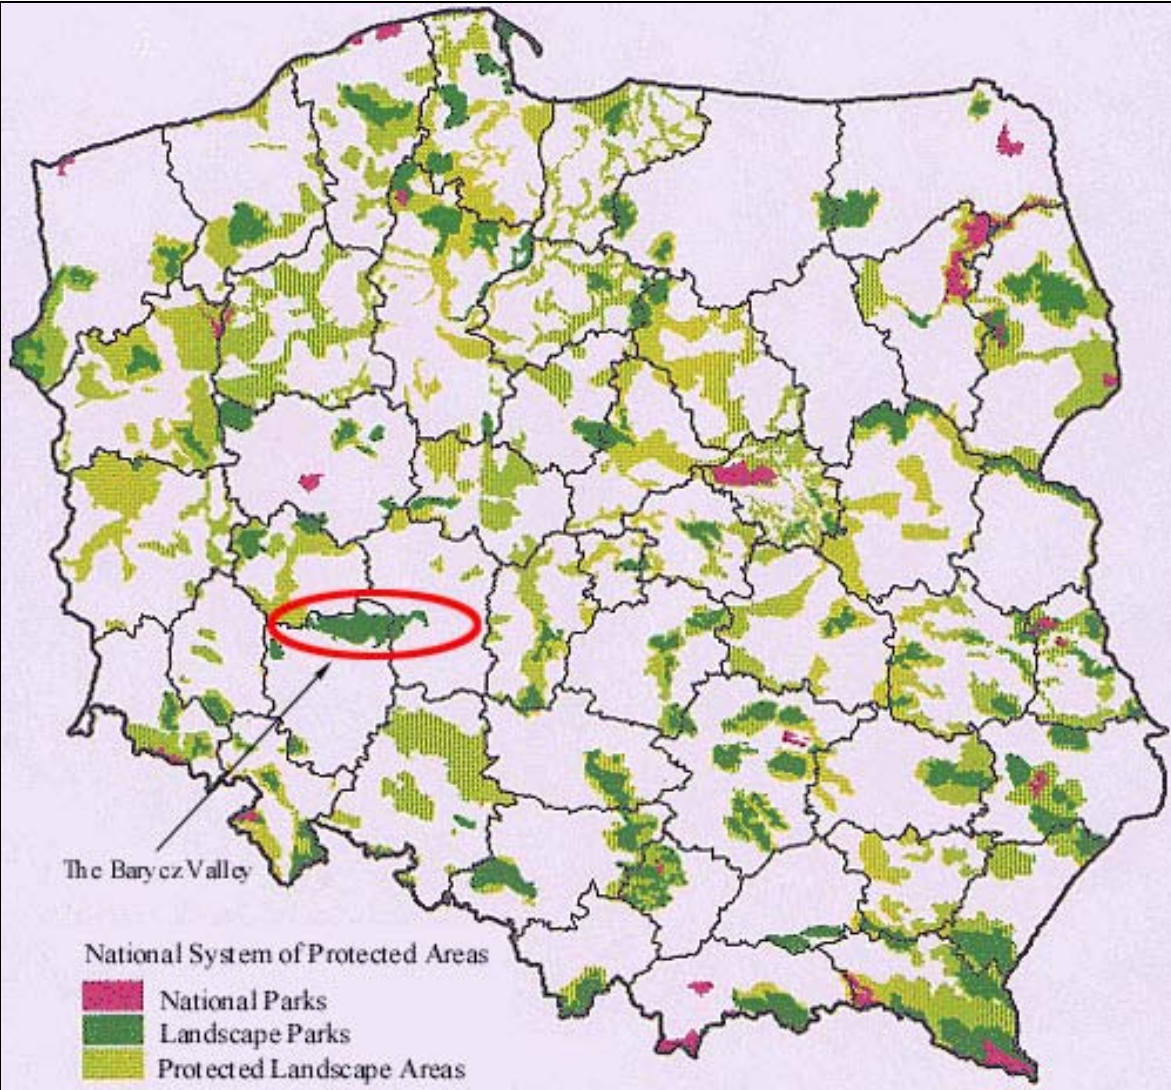 The Barycz Valley
National System of Protected Areas
National Parks
Landscape Parks
Protected Landscape Areas